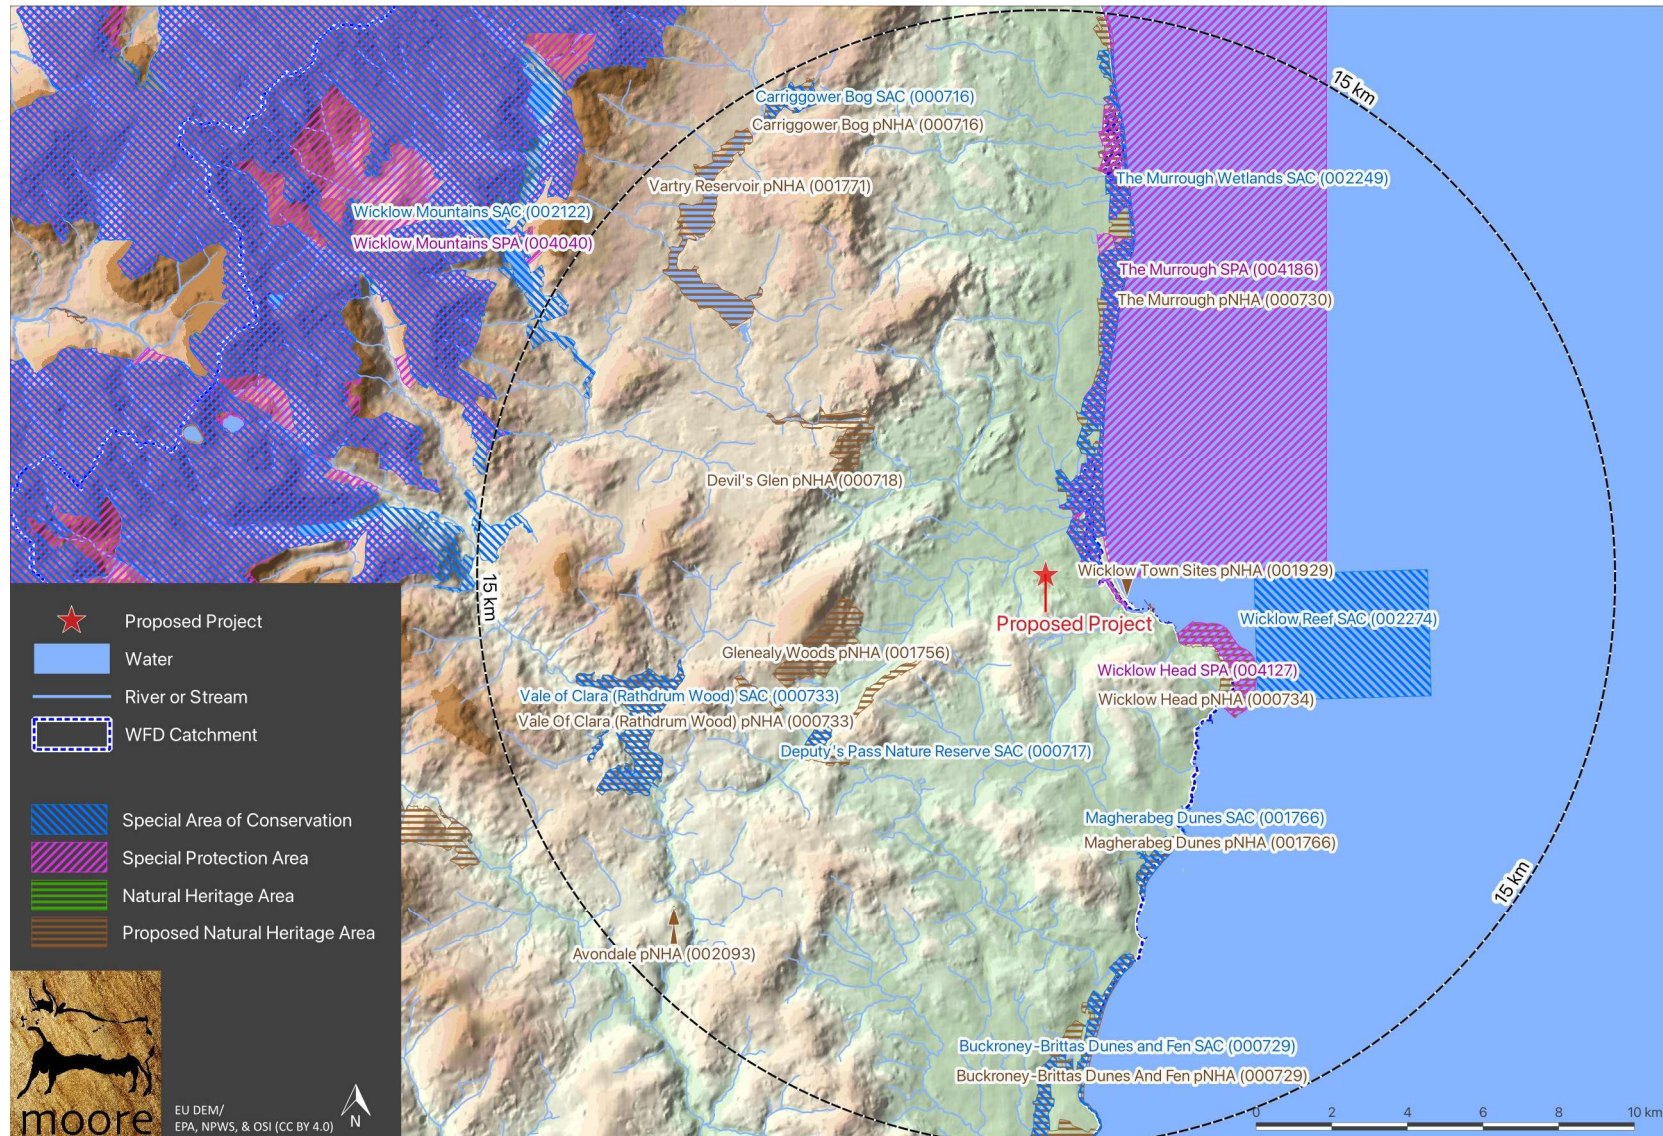 15 km
Carriggower Bog SAC (000716)
Carriggower Bog pNHA (000716)
The Murrough Wetlands SAC (002249)
Vartry Reservoir pNHA (001771)
Wicklow Mountains SAC (002122)
Wicklow Mountains SPA (004040)
The Murrough SPA (004186)
The Murrough pNHA (000730)
Devil's Glen pNHA (000718)
Wicklow Town Sites pNHA (001929)
15 km
Proposed Project
Wicklow Reef SAC (002274)
Glenealy Woods pNHA (001756)
Wicklow Head SPA (004127)
Wicklow Head pNHA (000734)
Vale of Clara (Rathdrum Wood) SAC (000733)
Vale Of Clara (Rathdrum Wood) pNHA (000733)
Deputy's Pass Nature Reserve SAC (000717)
Magherabeg Dunes SAC (001766)
Magherabeg Dunes pNHA (001766)
15 km
Avondale pNHA (002093)
Buckroney-Brittas Dunes and Fen SAC (000729)
Buckroney-Brittas Dunes And Fen pNHA (000729)
Proposed Project
Water
River or Stream
WFD Catchment
Special Area of Conservation
Special Protection Area
Natural Heritage Area
Proposed Natural Heritage Area
moore
EU DEM/
EPA, NPWS, & OSI (CC BY 4.0)
N
0 2 4 6 8 10 km